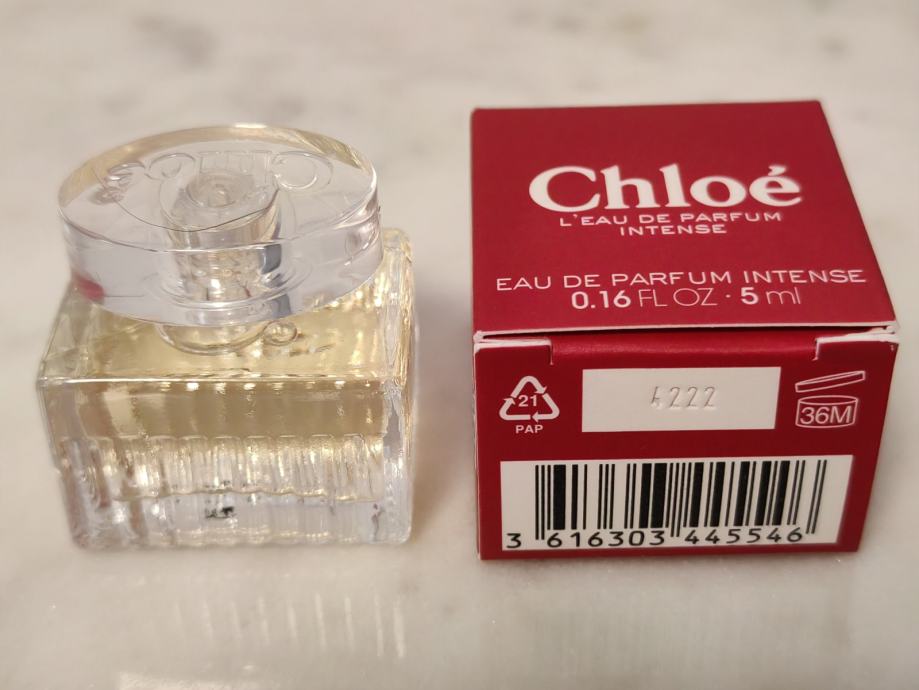 Chloé
L'EAU DE PARFUM
INTENSE
EAU DE PARFUM INTENSE
0.16 FL OZ · 5 ml
21
PAP
4222
36M
3 616303 445546